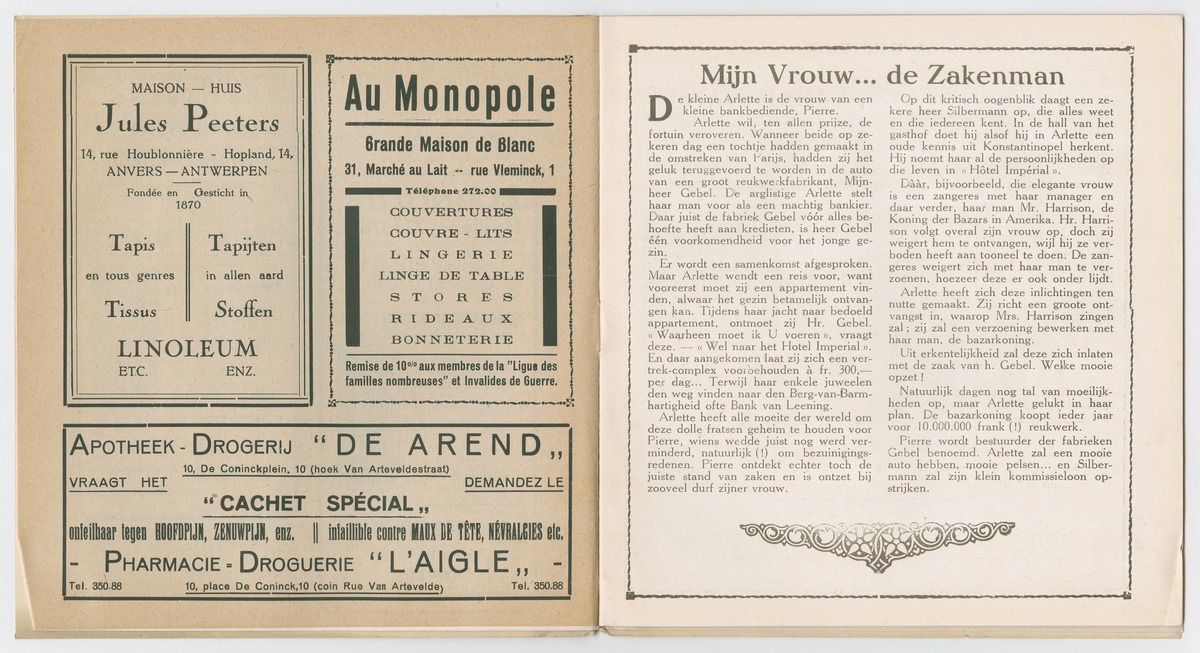 MAISON — HUIS
Jules Peeters
14, rue Houblonnière - Hopland, 14,
ANVERS — ANTWERPEN
Fondée en Gesticht in
1870
Tapis
en tous genres
Tissus
Tapijten
in allen aard
Stoffen
LINOLEUM
ETC. ENZ.
Au Monopole
Grande Maison de Blanc
31, Marché au Lait -- rue Vleminck, 1
Téléphone 272.00
COUVERTURES
COUVRE - LITS
LINGERIE
LINGE DE TABLE
STORES
RIDEAUX
BONNETERIE
Remise de 10% aux membres de la "Ligue des
familles nombreuses" et Invalides de Guerre.
APOTHEEK - DROGERIJ "DE AREND„
10, De Coninckplein, 10 (hoek Van Arteveldestraat)
VRAAGT HET DEMANDEZ LE
"CACHET SPÉCIAL„
onfeilbaar tegen HOOFDPIJN, ZENUWPIJN, enz. || infaillible contre MAUX DE TÊTE, NÉVRALGIES etc.
- PHARMACIE - DROGUERIE "L'AIGLE„ -
Tel. 350.88 10, place De Coninck, 10 (coin Rue Van Artevelde) Tel. 350.88
Mijn Vrouw... de Zakenman
De kleine Arlette is de vrouw van een
kleine bankbediende, Pierre.
Arlette wil, ten allen prijze, de
fortuin veroveren. Wanneer beide op ze-
keren dag een tochtje hadden gemaakt in
de omstreken van Parijs, hadden zij het
geluk teruggevoerd te worden in de auto
van een groot reukwerkfabrikant, Mijn-
heer Gebel. De arglistige Arlette stelt
haar man voor als een machtig bankier.
Daar juist de fabriek Gebel vóór alles be-
hoefte heeft aan kredieten, is heer Gebel
één voorkomendheid voor het jonge ge-
zin.
Er wordt een samenkomst afgesproken.
Maar Arlette wendt een reis voor, want
vooreerst moet zij een appartement vin-
den, alwaar het gezin betamelijk ontvan-
gen kan. Tijdens haar jacht naar bedoeld
appartement, ontmoet zij Hr. Gebel.
« Waarheen moet ik U voeren », vraagt
deze. — « Wel naar het Hotel Imperial ».
En daar aangekomen laat zij zich een ver-
trek-complex voorbehouden à fr. 300,—
per dag... Terwijl haar enkele juweelen
den weg vinden naar den Berg-van-Barm-
hartigheid ofte Bank van Leening.
Arlette heeft alle moeite der wereld om
deze dolle fratsen geheim te houden voor
Pierre, wiens wedde juist nog werd ver-
minderd, natuurlijk (!) om bezuinigings-
redenen. Pierre ontdekt echter toch de
juiste stand van zaken en is ontzet bij
zooveel durf zijner vrouw.
Op dit kritisch oogenblik daagt een ze-
kere heer Silbermann op, die alles weet
en die iedereen kent. In de hall van het
gasthof doet hij alsof hij in Arlette een
oude kennis uit Konstantinopel herkent.
Hij noemt haar al de persoonlijkheden op
die leven in « Hôtel Impérial ».
Dààr, bijvoorbeeld, die elegante vrouw
is een zangeres met haar manager en
daar verder, haar man Mr. Harrison, de
Koning der Bazars in Amerika. Hr. Harri-
son volgt overal zijn vrouw op, doch zij
weigert hem te ontvangen, wijl hij ze ver-
boden heeft aan tooneel te doen. De zan-
geres weigert zich met haar man te ver-
zoenen, hoezeer deze er ook onder lijdt.
Arlette heeft zich deze inlichtingen ten
nutte gemaakt. Zij richt een groote ont-
vangst in, waarop Mrs. Harrison zingen
zal ; zij zal een verzoening bewerken met
haar man, de bazarkoning.
Uit erkentelijkheid zal deze zich inlaten
met de zaak van h. Gebel. Welke mooie
opzet !
Natuurlijk dagen nog tal van moeilijk-
heden op, maar Arlette gelukt in haar
plan. De bazarkoning koopt ieder jaar
voor 10.000.000 frank (!) reukwerk.
Pierre wordt bestuurder der fabrieken
Gebel benoemd. Arlette zal een mooie
auto hebben, mooie pelsen... en Silber-
mann zal zijn klein kommissieloon op-
strijken.